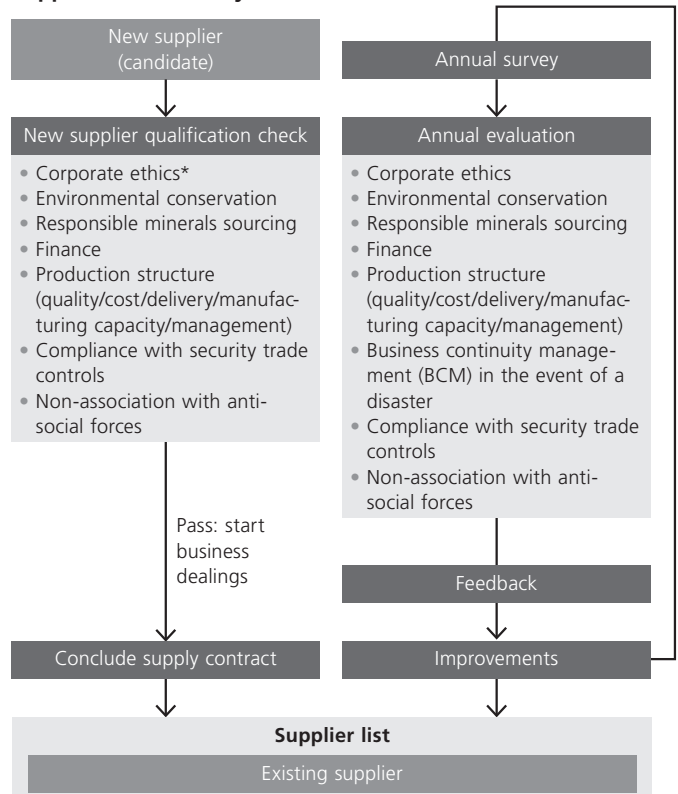 New supplier
(candidate)
New supplier qualification check
• Corporate ethics*
• Environmental conservation
• Responsible minerals sourcing
• Finance
• Production structure
(quality/cost/delivery/manufac-
turing capacity/management)
• Compliance with security trade
controls
• Non-association with anti-
social forces
Pass: start
business
dealings
Conclude supply contract
Annual survey
Annual evaluation
• Corporate ethics
• Environmental conservation
• Responsible minerals sourcing
• Finance
• Production structure
(quality/cost/delivery/manufac-
turing capacity/management)
• Business continuity manage-
ment (BCM) in the event of a
disaster
• Compliance with security trade
controls
• Non-association with anti-
social forces
Feedback
Improvements
Supplier list
Existing supplier